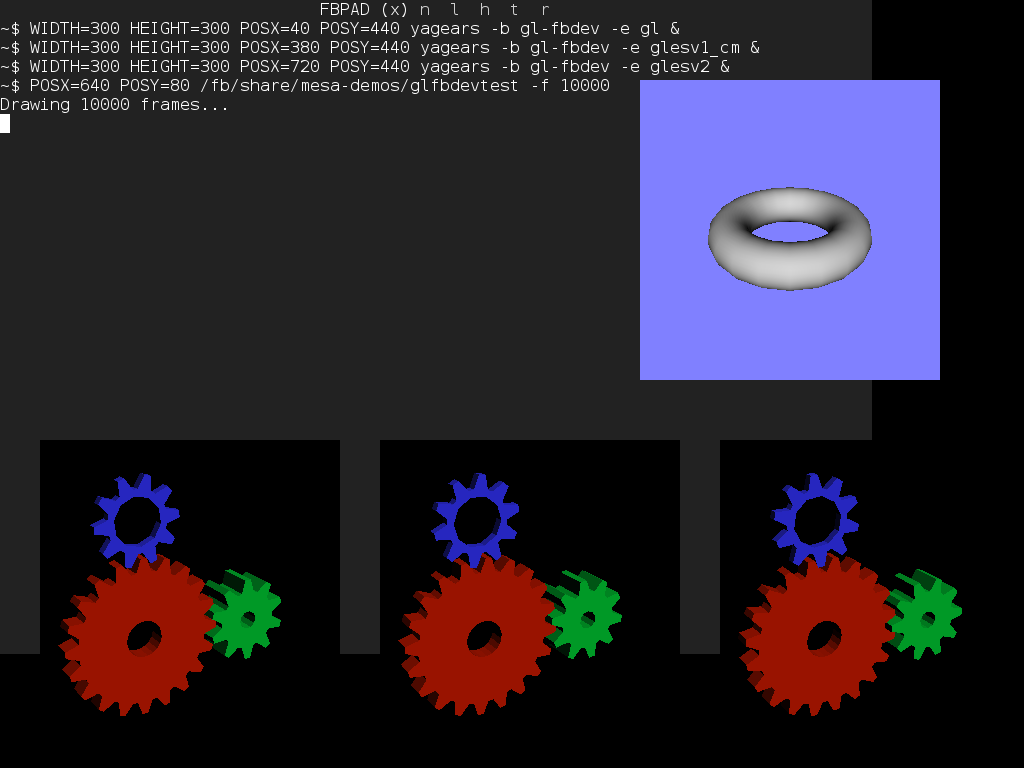 FBPAD (x) n l h t r
~$ WIDTH=300 HEIGHT=300 POSX=40 POSY=440 yagears -b gl-fbdev -e gl &
~$ WIDTH=300 HEIGHT=300 POSX=380 POSY=440 yagears -b gl-fbdev -e glesv1_cm &
~$ WIDTH=300 HEIGHT=300 POSX=720 POSY=440 yagears -b gl-fbdev -e glesv2 &
~$ POSX=640 POSY=80 /fb/share/mesa-demos/glfbdevtest -f 10000
Drawing 10000 frames...